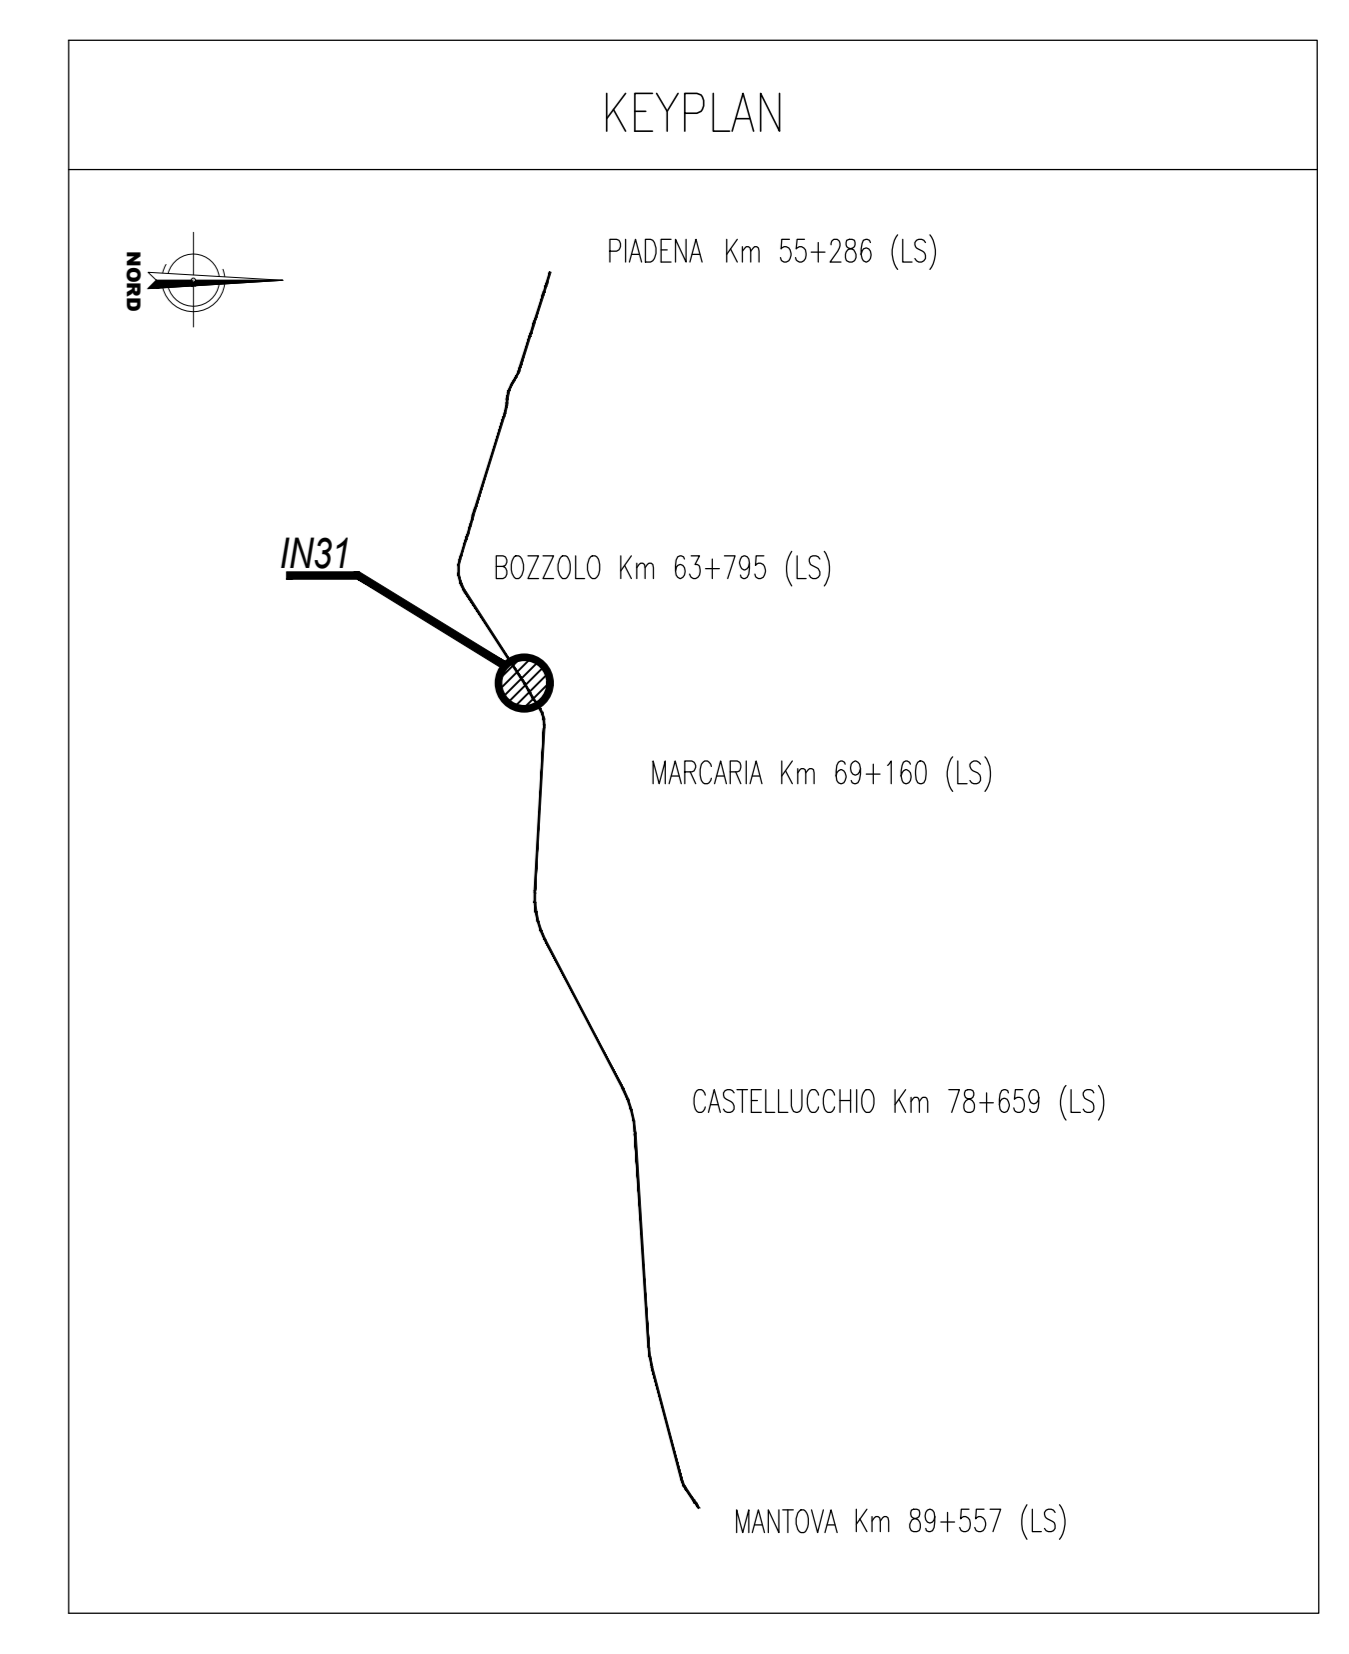 KEYPLAN
NORD
PIADENA Km 55+286 (LS)
IN31
BOZZOLO Km 63+795 (LS)
MARCARIA Km 69+160 (LS)
CASTELLUCCHIO Km 78+659 (LS)
MANTOVA Km 89+557 (LS)